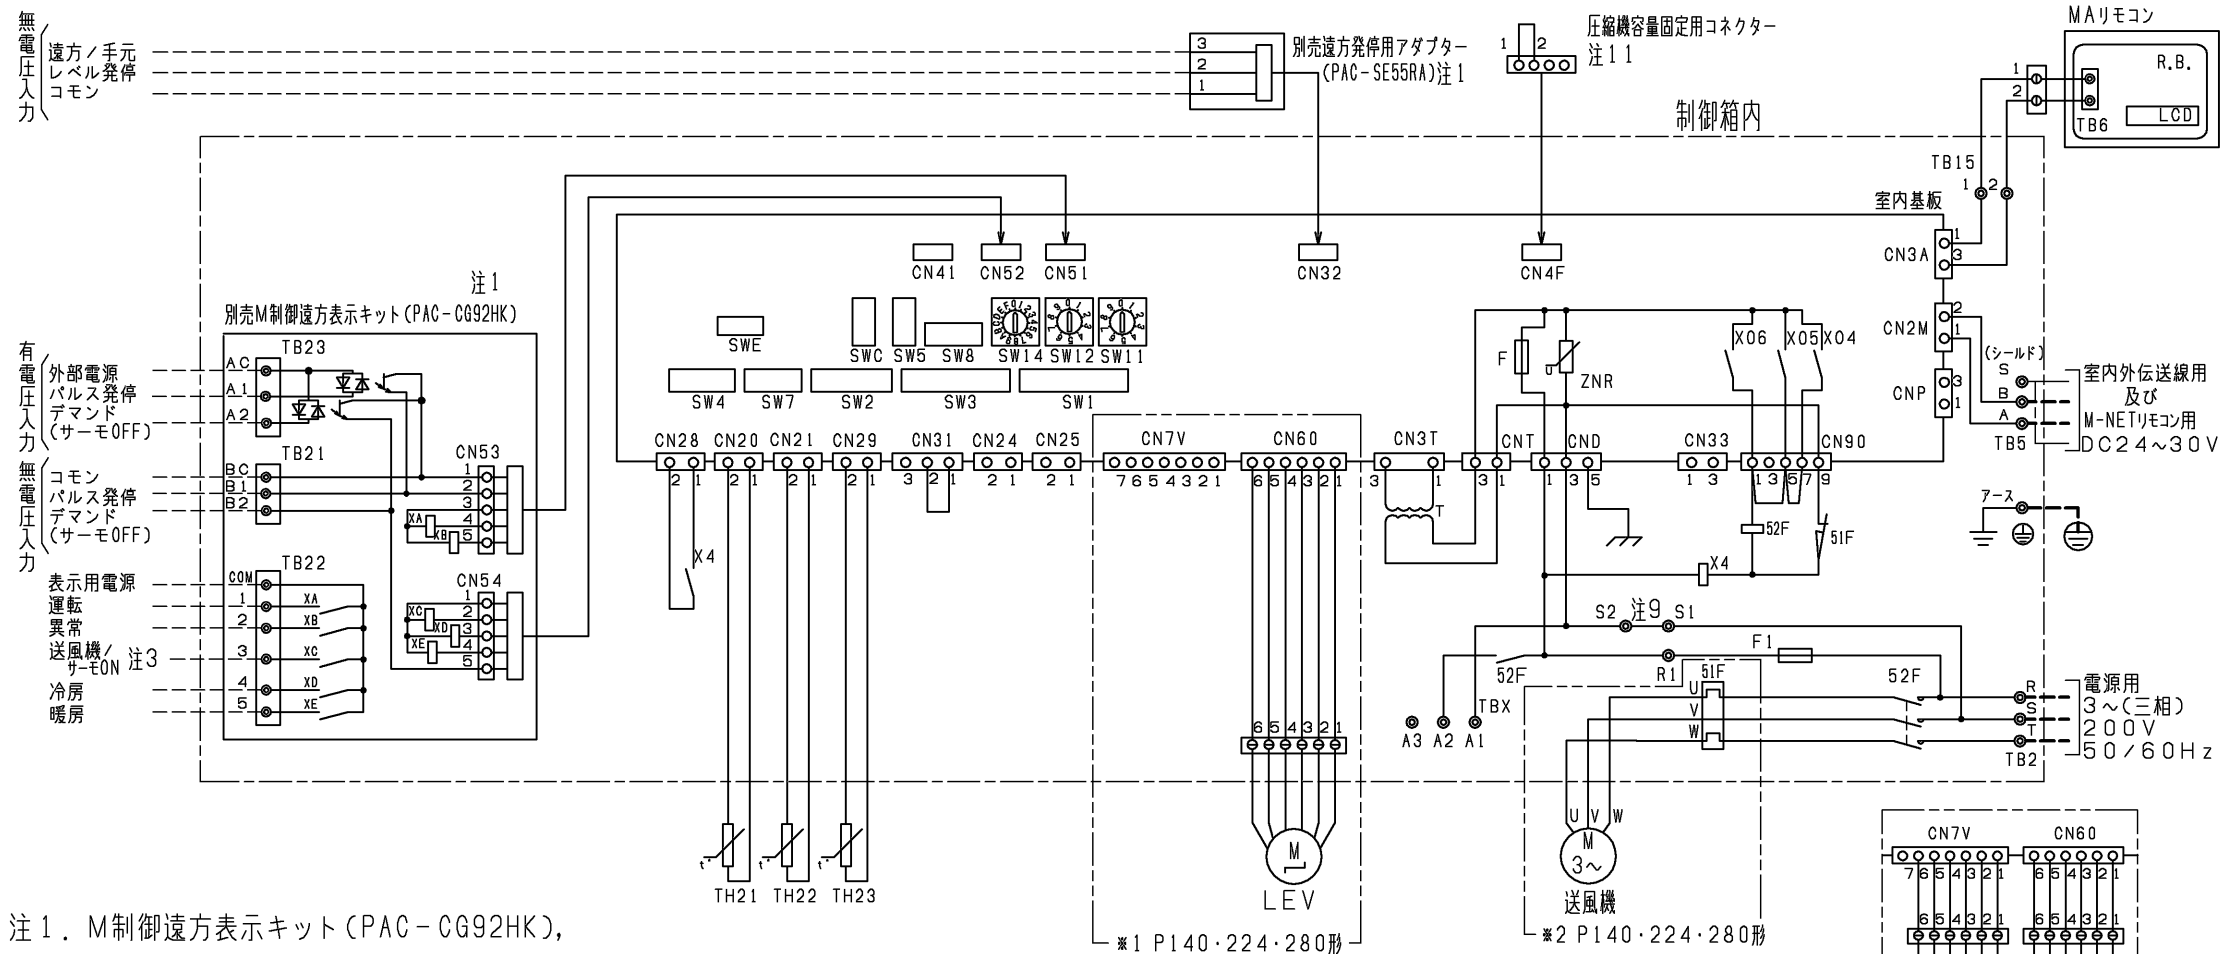 無電圧入力
遠方/手元
レベル発停
コモン
3
2
1
別売遠方発停用アダプター
(PAC-SE55RA)注1
1 2
圧縮機容量固定用コネクター
注11
MAリモコン
R.B.
LCD
TB6
1
2
制御箱内
TB15
1 2
室内基板
CN3A
1
3
CN2M
2
1
CNP
3
1
CN41
CN52
CN51
CN32
CN4F
注1
別売M制御遠方表示キット(PAC-CG92HK)
SWE
SWC
SW5
SW8
SW14
SW12
SW11
SW4
SW7
SW2
SW3
SW1
F
U
ZNR
X06
X05
X04
(シールド)
S
B
A
TB5
室内外伝送線用
及び
M-NETリモコン用
DC24~30V
アース
有電圧入力
外部電源
パルス発停
デマンド
(サーモOFF)
AC
A1
A2
TB23
無電圧入力
コモン
パルス発停
デマンド
(サーモOFF)
BC
B1
B2
TB21
CN53
1
2
3
4
5
XA
XB
表示用電源
運転
異常
送風機/
サーモON 注3
冷房
暖房
COM
1
2
3
4
5
TB22
XA
XB
XC
XD
XE
CN54
1
2
3
4
5
XC
XD
XE
CN28
2 1
CN20
2 1
CN21
2 1
CN29
2 1
CN31
3 2 1
CN24
2 1
CN25
2 1
CN7V
7 6 5 4 3 2 1
CN60
6 5 4 3 2 1
CN3T
3 1
CNT
3 1
CND
1 3 5
CN33
1 3
CN90
1 3 5 7 9
X4
T
52F
51F
X4
S2 注9 S1
F1
52F
R1
51F
52F
TBX
A3 A2 A1
U
V
W
R
S
T
TB2
電源用
3~(三相)
200V
50/60Hz
6 5 4 3 2 1
t°
t°
t°
TH21
TH22
TH23
M
LEV
U V W
M
3~
送風機
※1 P140・224・280形
※2 P140・224・280形
CN7V
CN60
7 6 5 4 3 2 1
6 5 4 3 2 1
6 5 4 3 2 1
6 5 4 3 2 1
注1. M制御遠方表示キット(PAC-CG92HK),